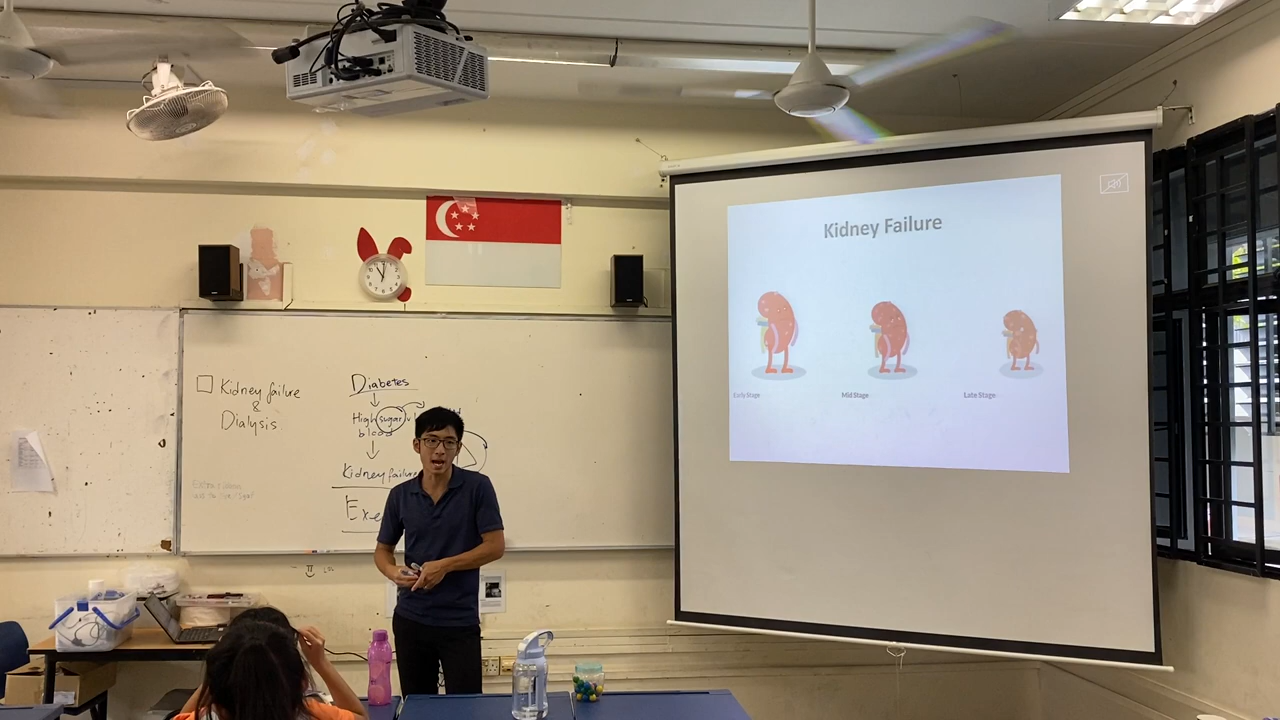 Kidney failure
&
Dialysis
Diabetes
High sugar
blood
Kidney failure
Exe
Kidney Failure
Early Stage
Mid Stage
Late Stage